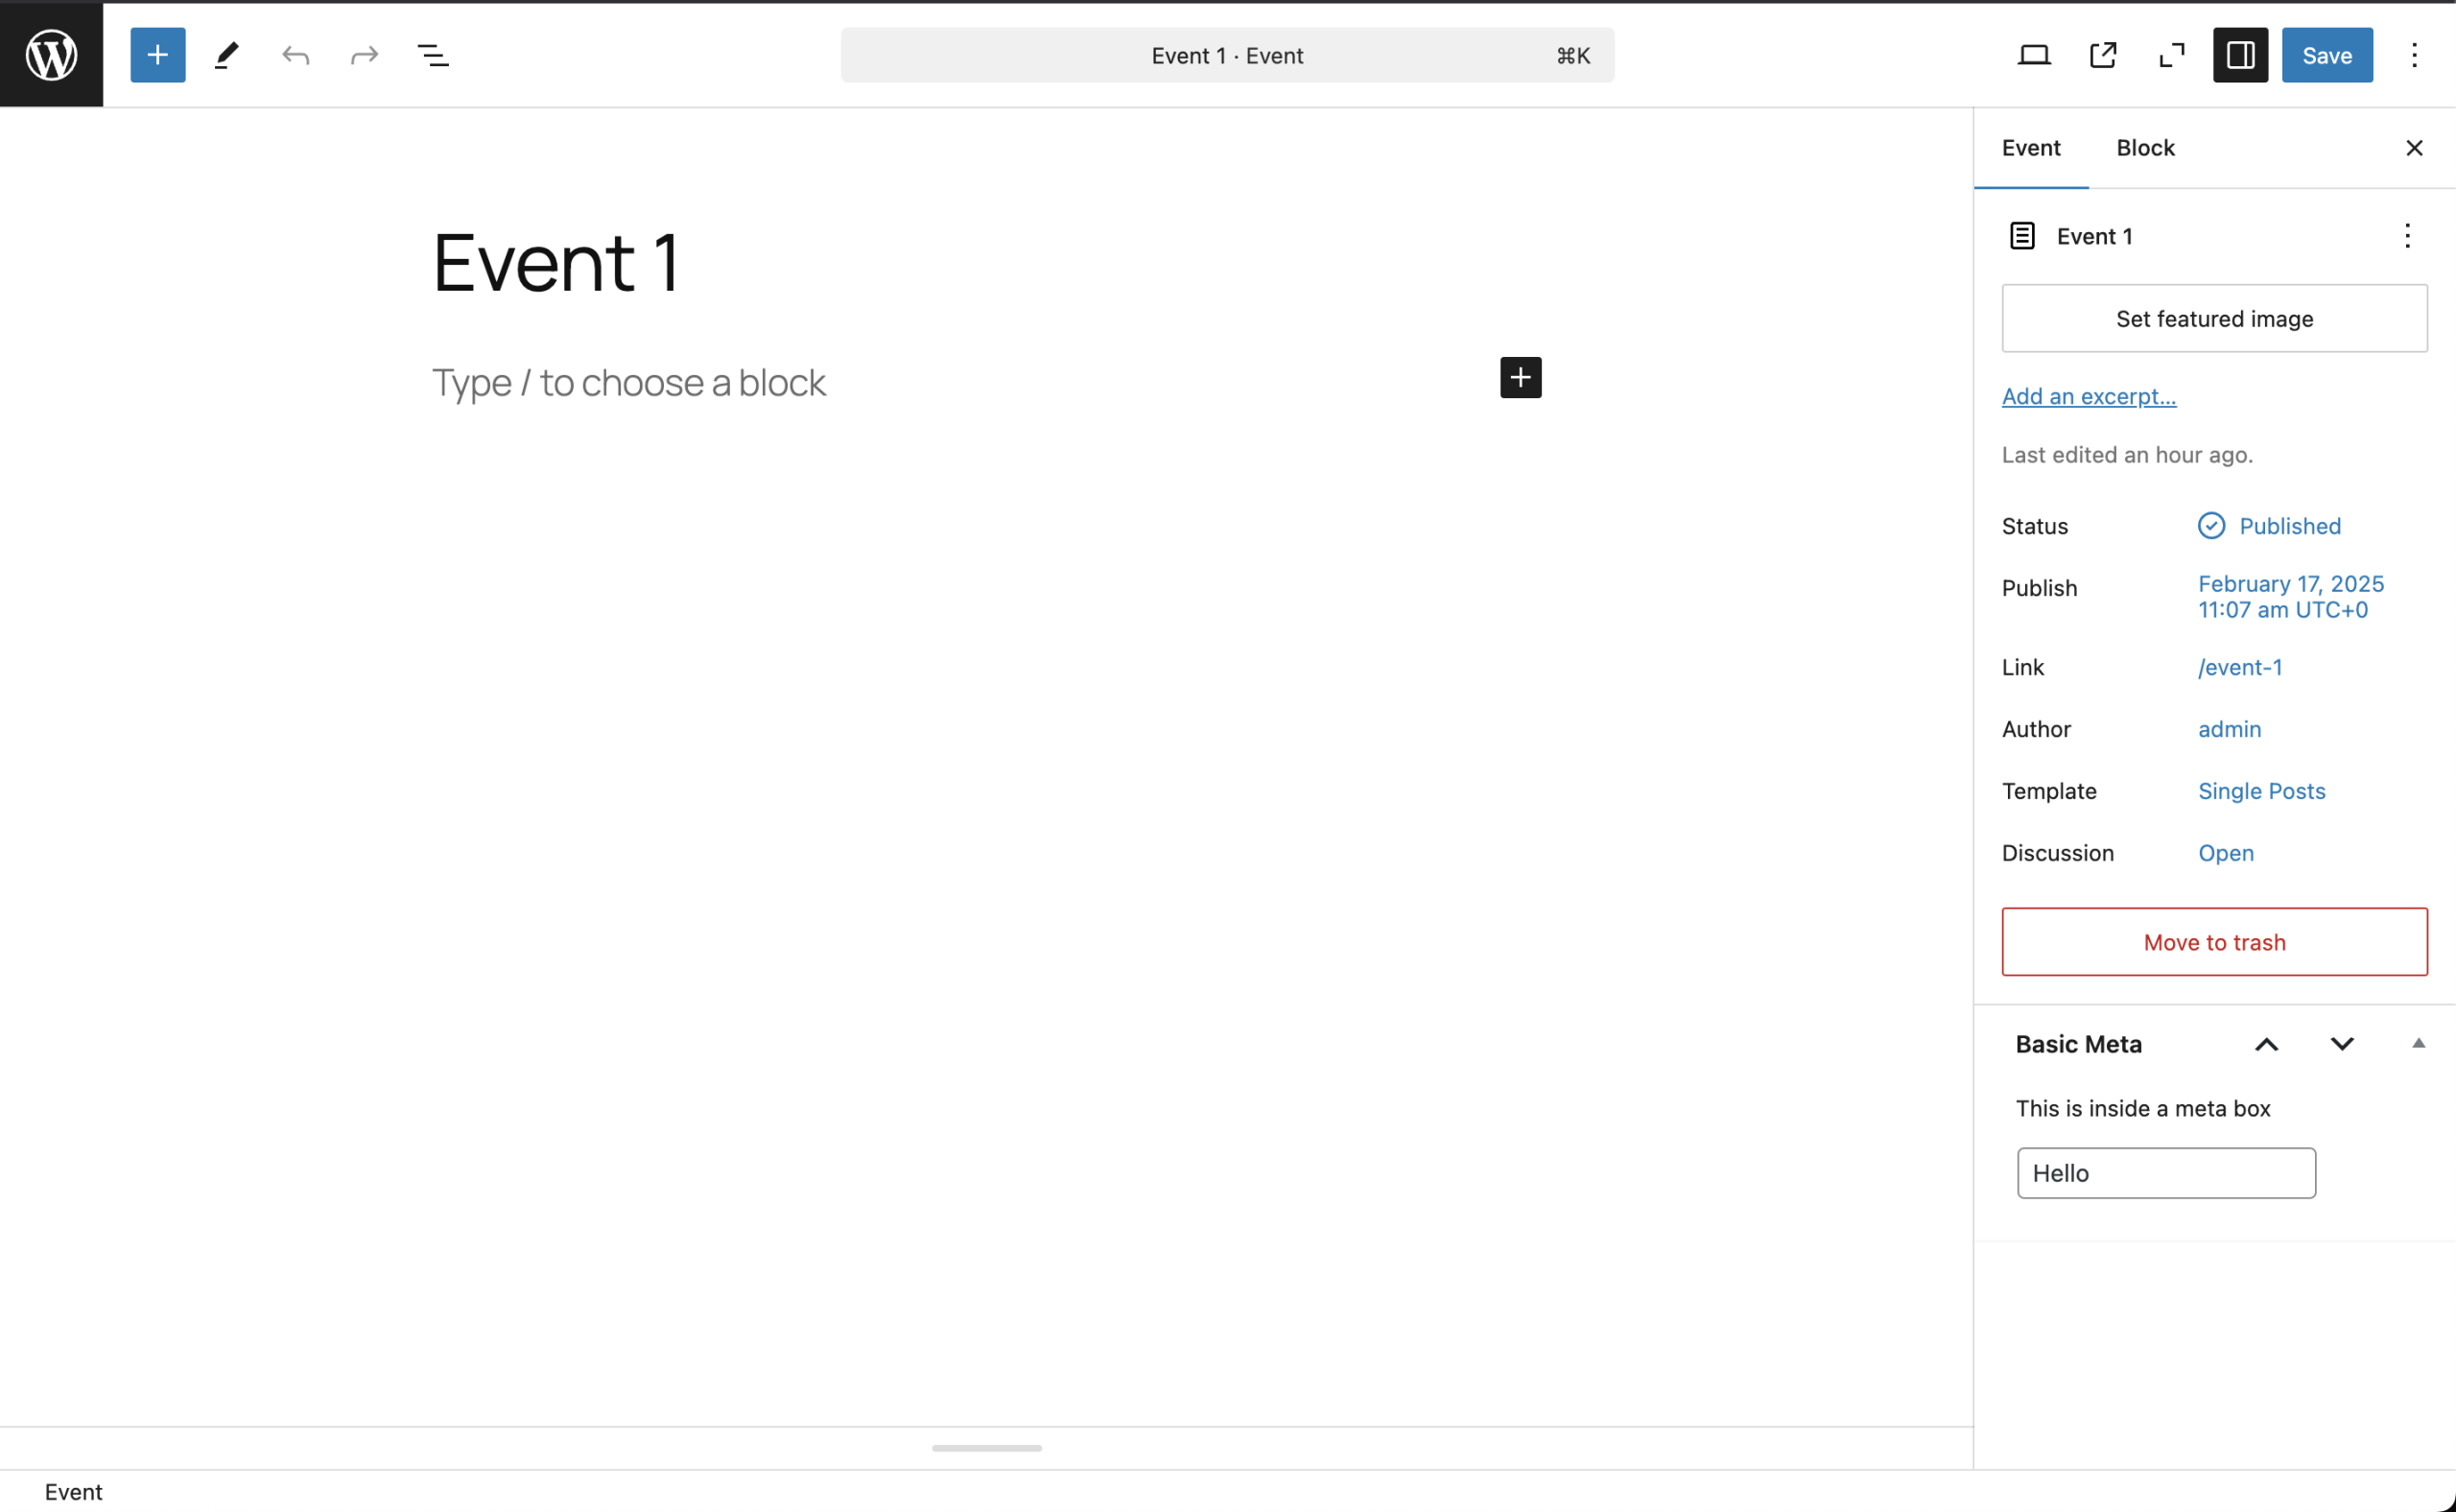 Event 1 · Event
⌘K
Save
Event 1
Type / to choose a block
Event
Block
Event 1
Set featured image
Add an excerpt...
Last edited an hour ago.
Status
Published
Publish
February 17, 2025
11:07 am UTC+0
Link
/event-1
Author
admin
Template
Single Posts
Discussion
Open
Move to trash
Basic Meta
This is inside a meta box
Hello
Event